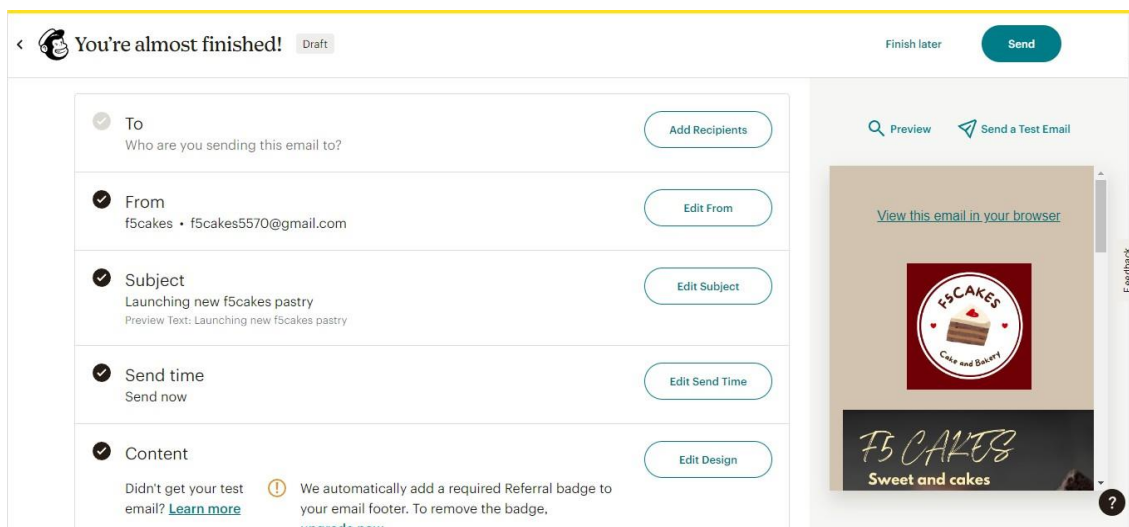 You're almost finished!
Draft
Finish later
Send
To
Who are you sending this email to?
Add Recipients
From
f5cakes • f5cakes5570@gmail.com
Edit From
Subject
Launching new f5cakes pastry
Preview Text: Launching new f5cakes pastry
Edit Subject
Send time
Send now
Edit Send Time
Content
Edit Design
Didn't get your test
email? Learn more
We automatically add a required Referral badge to
your email footer. To remove the badge,
upgrade now
Preview
Send a Test Email
View this email in your browser
F5CAKES
Cake and Bakery
F5 CAKES
Sweet and cakes
Feedback
?